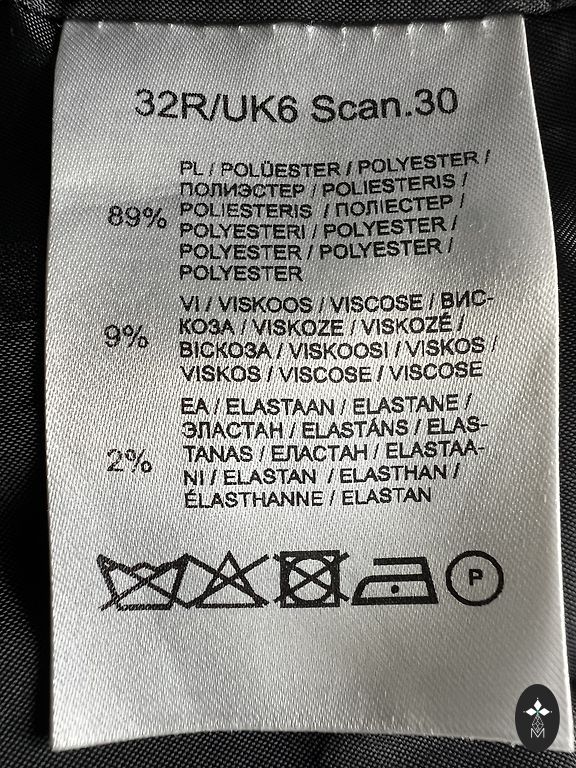 32R/UK6 Scan.30
PL / POLÜESTER / POLYESTER /
ПОЛИЭСТЕР / POLIESTERIS /
89% POLIESTERIS / ПОЛІЕСТЕР /
POLYESTERI / POLYESTER /
POLYESTER / POLYESTER /
POLYESTER
VI / VISKOOS / VISCOSE / ВИС-
9% КОЗА / VISKOZE / VISKOZĖ /
ВІСКОЗА / VISKOOSI / VISKOS /
VISKOS / VISCOSE / VISCOSE
EA / ELASTAAN / ELASTANE /
ЭЛАСТАН / ELASTĀNS / ELAS-
2% TANAS / ЕЛАСТАН / ELASTAA-
NI / ELASTAN / ELASTHAN /
ÉLASTHANNE / ELASTAN
P
M